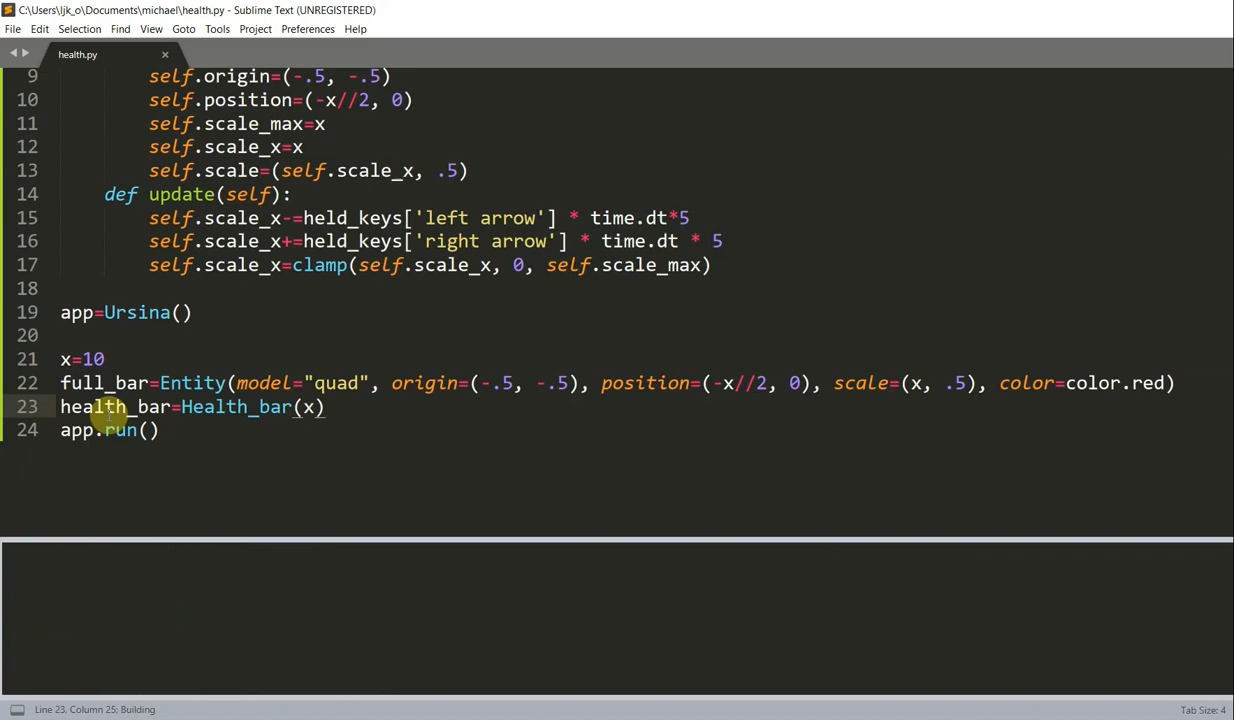 C:\Users\ljk_o\Documents\michael\health.py - Sublime Text (UNREGISTERED)
File Edit Selection Find View Goto Tools Project Preferences Help
health.py ×
9 self.origin=(-.5, -.5)
10 self.position=(-x//2, 0)
11 self.scale_max=x
12 self.scale_x=x
13 self.scale=(self.scale_x, .5)
14 def update(self):
15 self.scale_x-=held_keys['left arrow'] * time.dt*5
16 self.scale_x+=held_keys['right arrow'] * time.dt * 5
17 self.scale_x=clamp(self.scale_x, 0, self.scale_max)
18
19 app=Ursina()
20
21 x=10
22 full_bar=Entity(model="quad", origin=(-.5, -.5), position=(-x//2, 0), scale=(x, .5), color=color.red)
23 health_bar=Health_bar(x)
24 app.run()
Line 23, Column 25; Building Tab Size: 4